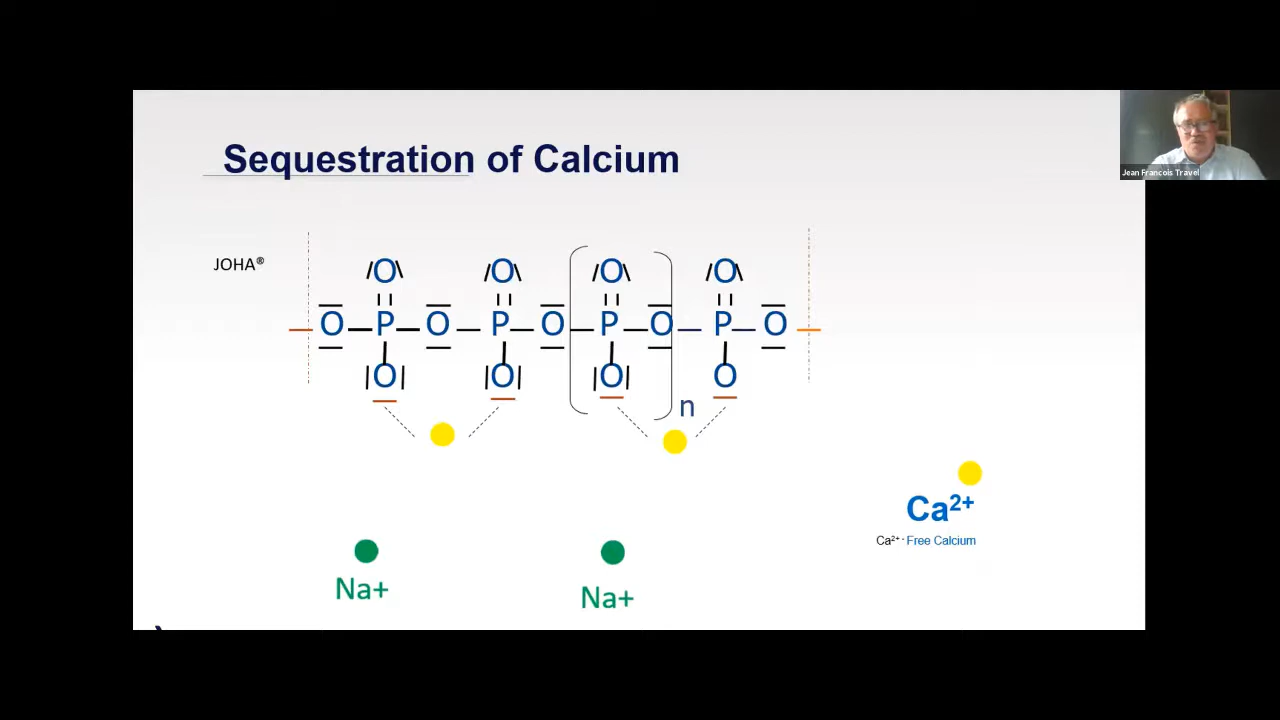 Sequestration of Calcium
Jean Francois Travel
JOHA®
O O O O
O P O P O P O P O
O O O O
n
Ca²⁺
Ca²⁺ · Free Calcium
Na+
Na+